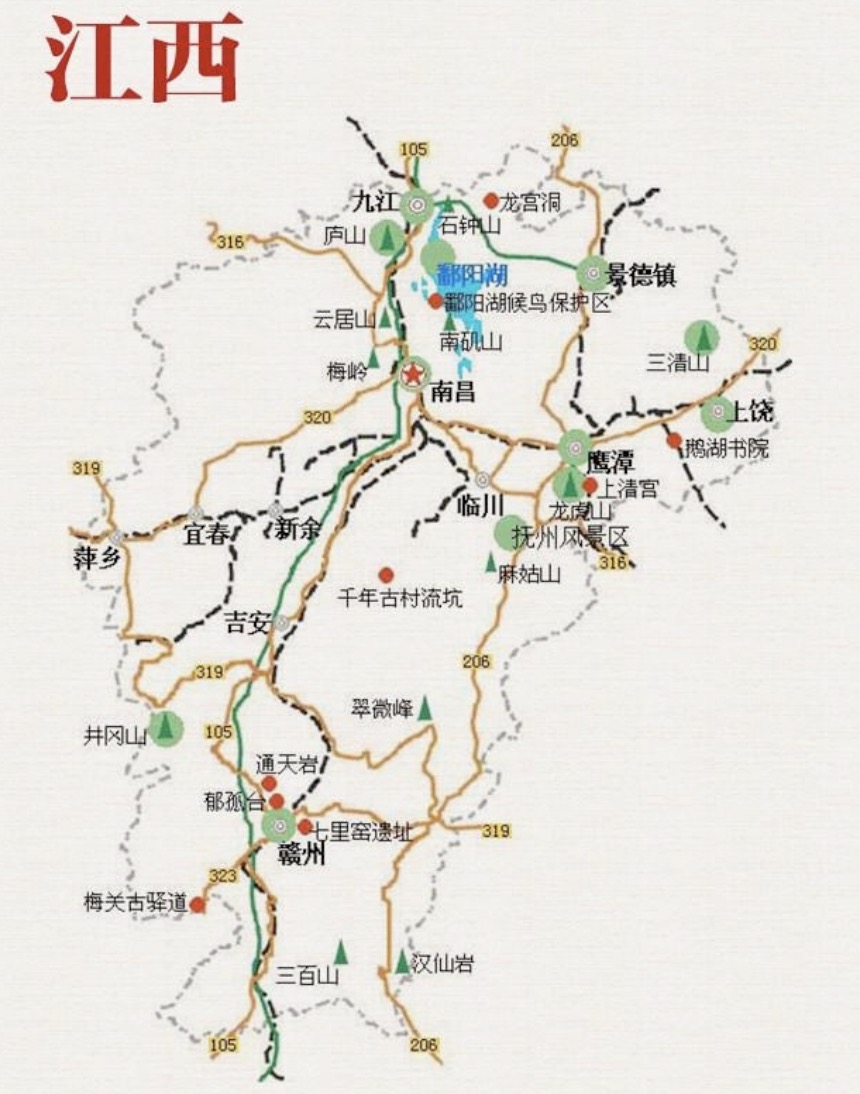 江西
105
206
九江
龙宫洞
石钟山
庐山
316
鄱阳湖
景德镇
鄱阳湖候鸟保护区
云居山
南矶山
320
三清山
梅岭
南昌
上饶
320
鹅湖书院
鹰潭
319
上清宫
临川
龙虎山
宜春
新余
抚州风景区
萍乡
316
麻姑山
千年古村流坑
吉安
206
319
翠微峰
105
井冈山
通天岩
郁孤台
七里窑遗址
319
赣州
323
梅关古驿道
汉仙岩
三百山
105
206